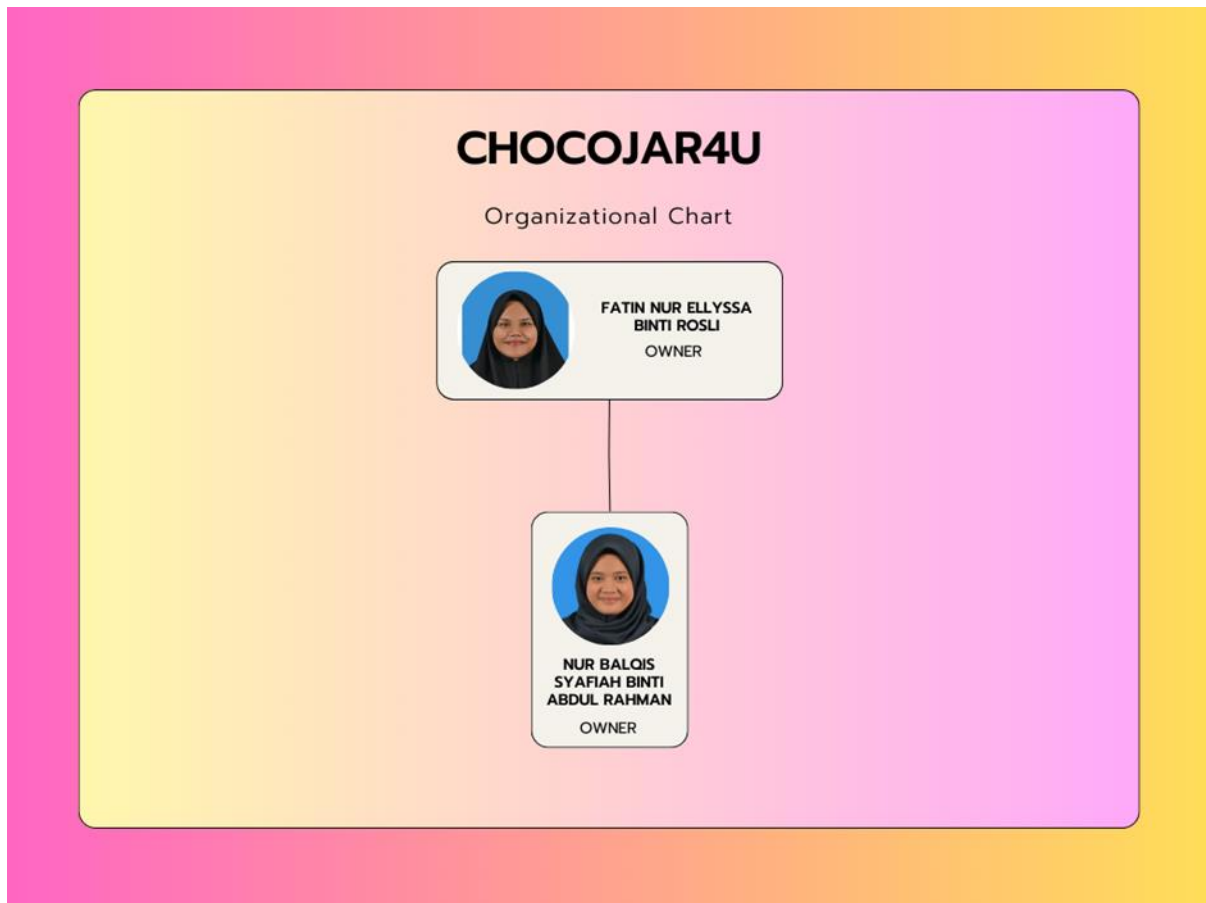 CHOCOJAR4U
Organizational Chart
FATIN NUR ELLYSSA
BINTI ROSLI
OWNER
NUR BALQIS
SYAFIAH BINTI
ABDUL RAHMAN
OWNER